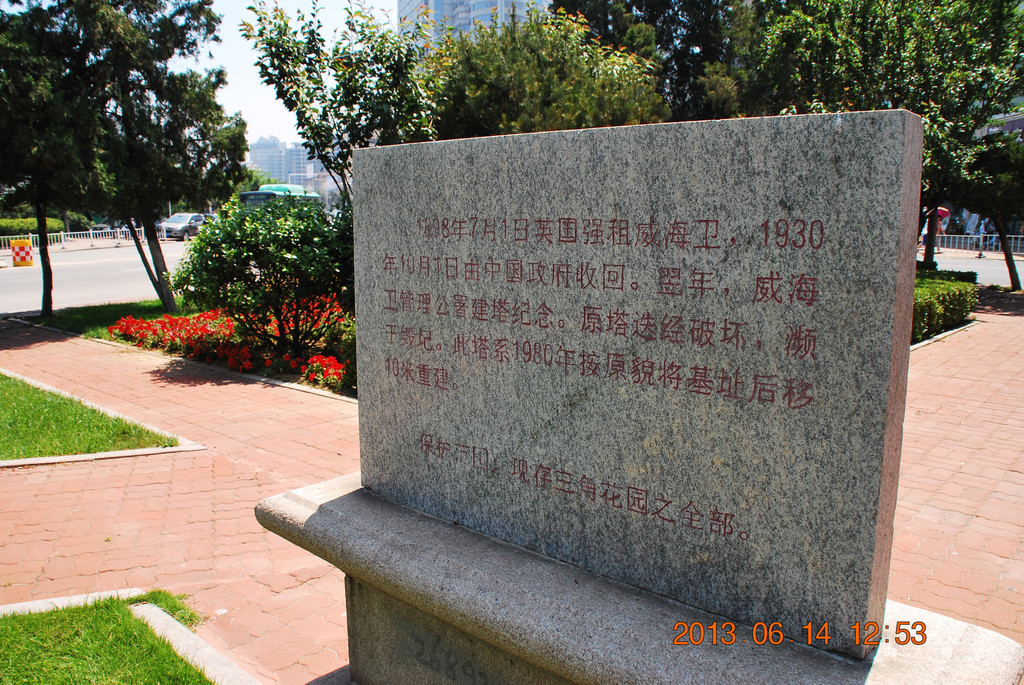 1898年7月1日英国强租威海卫，1930
年10月1日由中国政府收回。翌年，威海
卫管理公署建塔纪念。原塔迭经破坏，濒
于毁圮。此塔系1980年按原貌将基址后移
10米重建。
保护范围：现存三角花园之全部。
2013.06.14 12:53